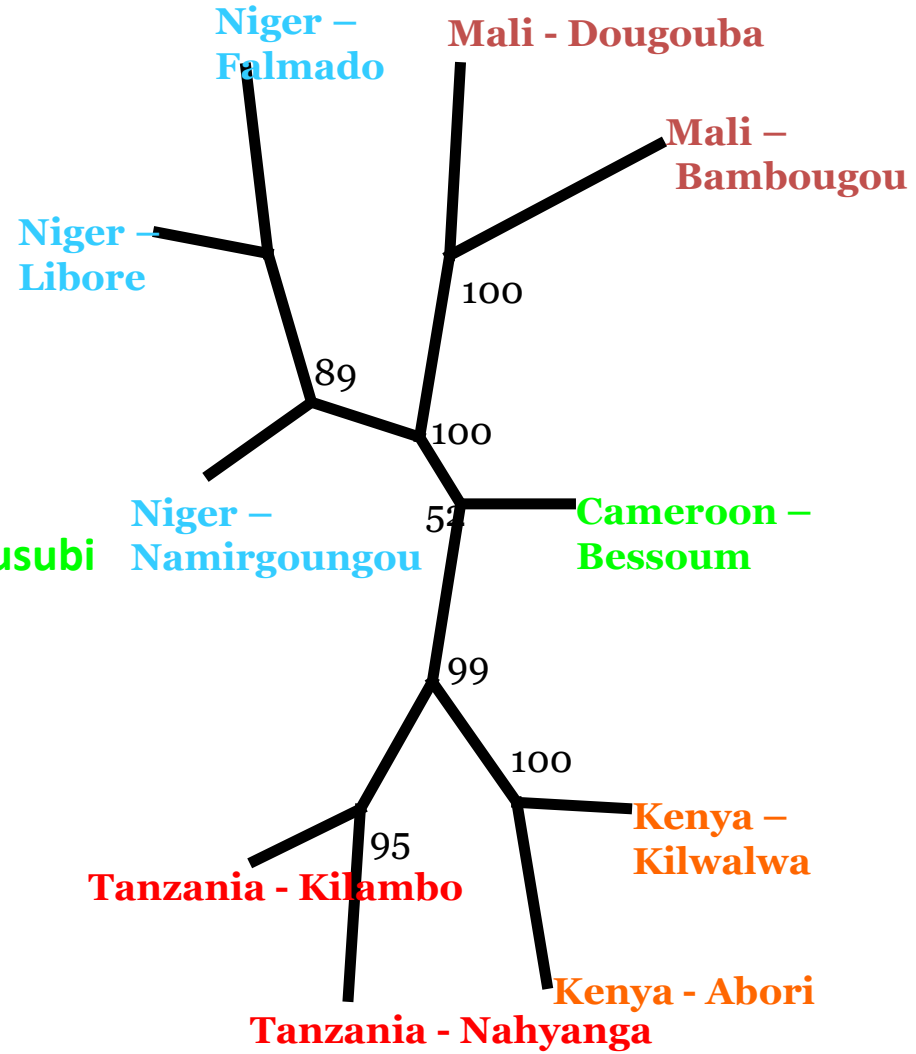 Niger –
Falmado
Mali - Dougouba
Mali –
Bambougou
Niger –
Libore
100
89
100
52
Cameroon –
Bessoum
Niger –
Namirgoungou
usubi
99
100
95
Kenya –
Kilwalwa
Tanzania - Kilambo
Kenya - Abori
Tanzania - Nahyanga